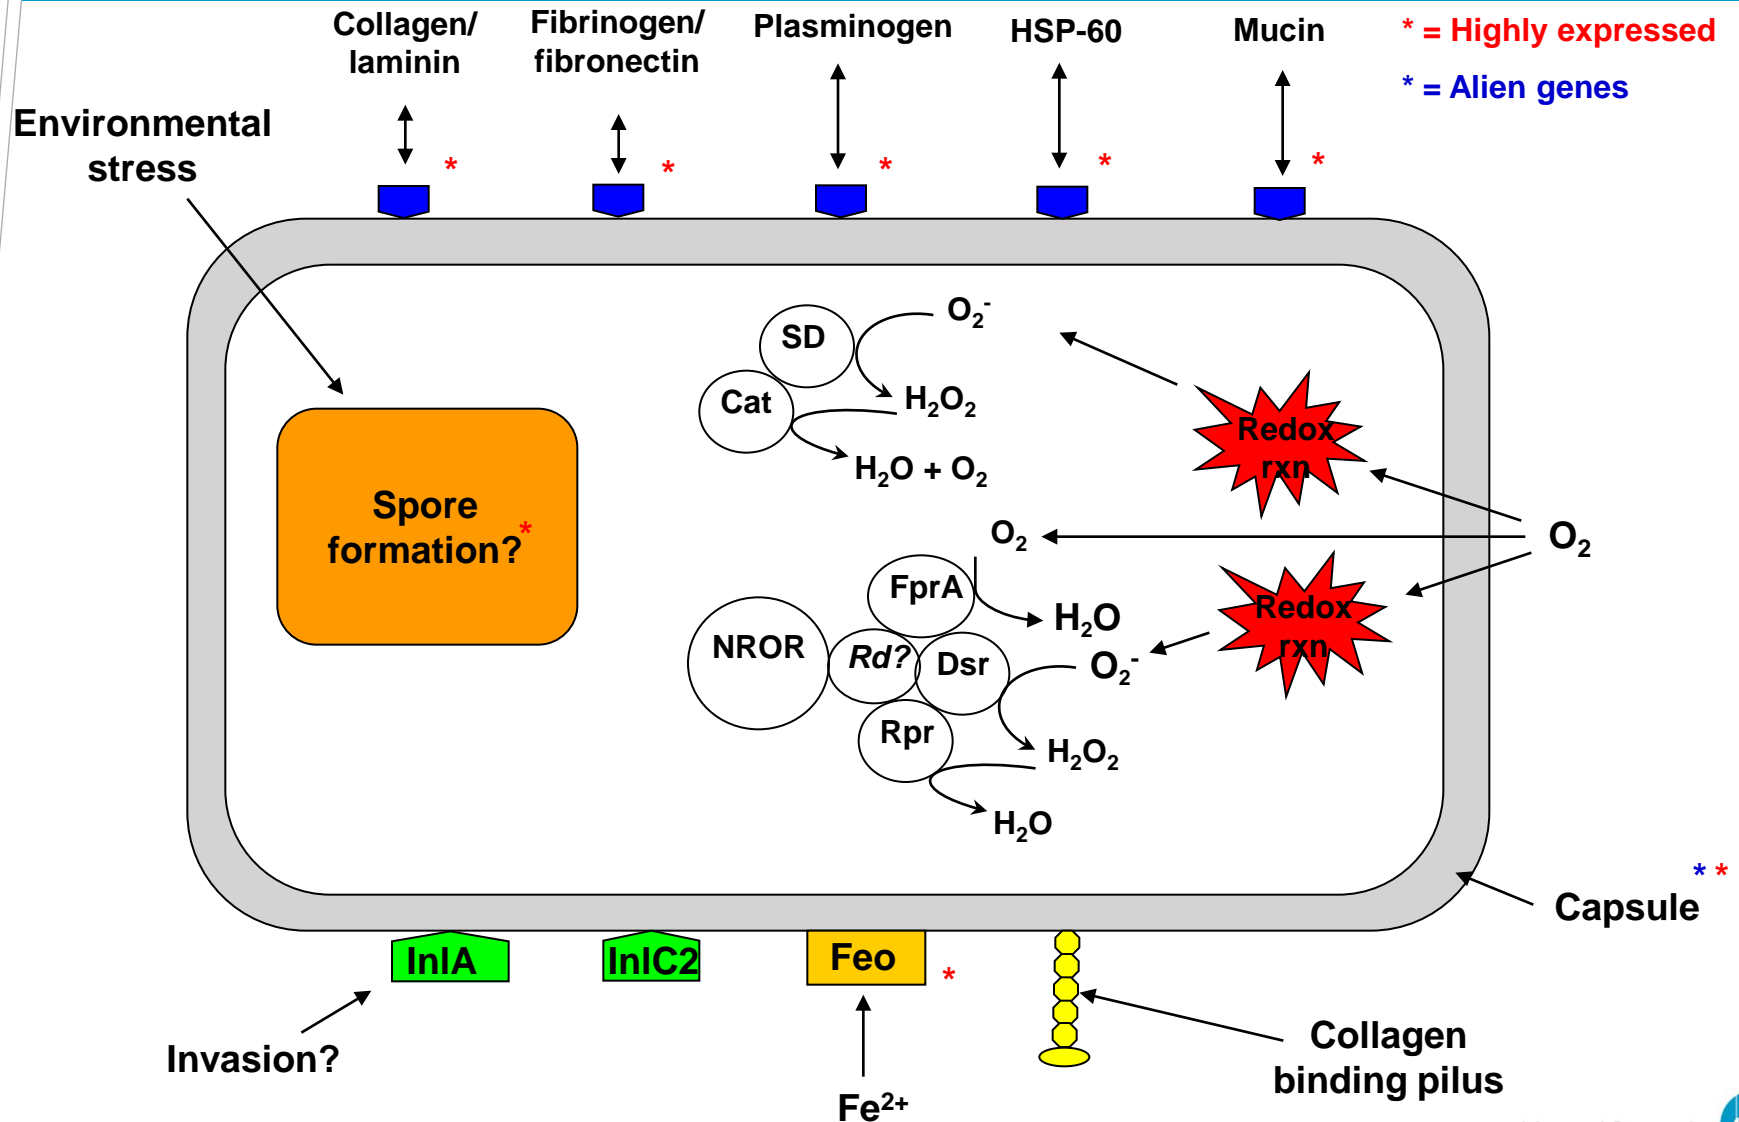 Collagen/
laminin
Fibrinogen/
fibronectin
Plasminogen
HSP-60
Mucin
* = Highly expressed
* = Alien genes
Environmental
stress
*
*
*
*
*
SD
O₂⁻
Cat
H₂O₂
H₂O + O₂
Redox
rxn
Spore
formation?*
O₂
O₂
FprA
H₂O
Redox
rxn
NROR
Rd?
Dsr
O₂⁻
Rpr
H₂O₂
H₂O
* *
Capsule
InlA
InlC2
Feo
*
Invasion?
Collagen
binding pilus
Fe²⁺